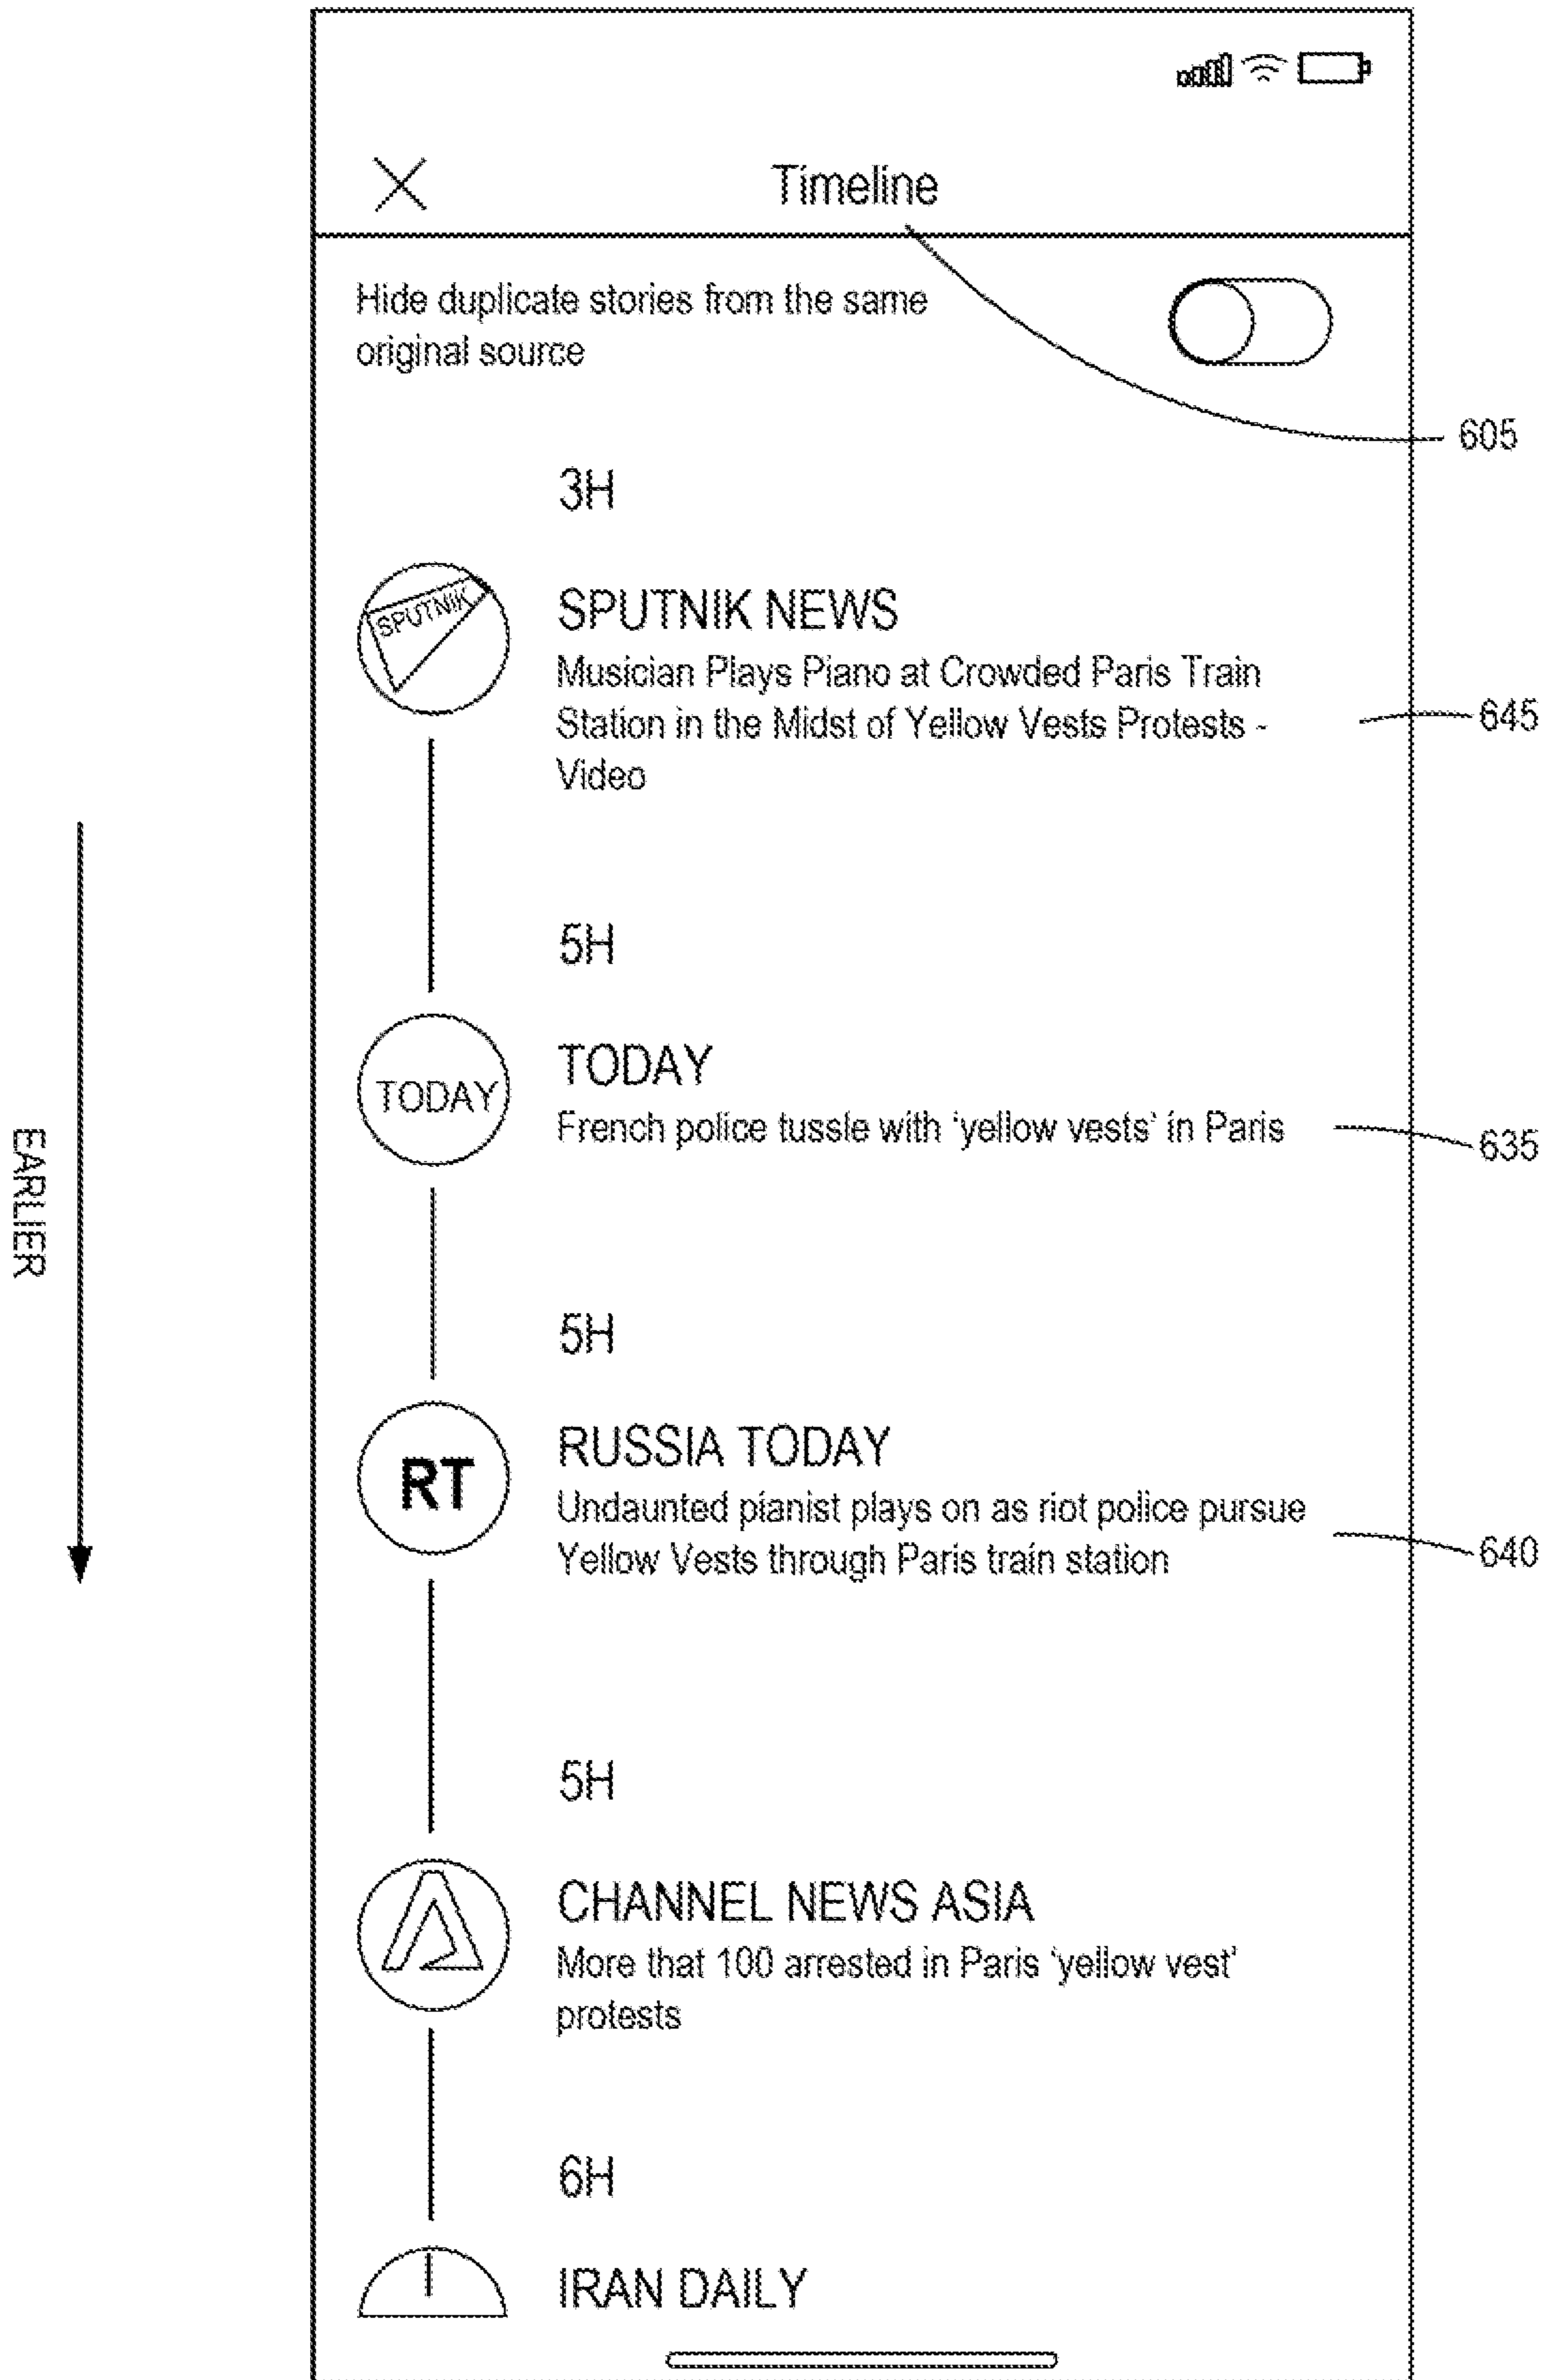 Timeline
Hide duplicate stories from the same
original source
605
3H
SPUTNIK
SPUTNIK NEWS
Musician Plays Piano at Crowded Paris Train
Station in the Midst of Yellow Vests Protests -
Video
645
5H
TODAY
TODAY
French police tussle with 'yellow vests' in Paris
635
EARLIER
5H
RT
RUSSIA TODAY
Undaunted pianist plays on as riot police pursue
Yellow Vests through Paris train station
640
5H
CHANNEL NEWS ASIA
More that 100 arrested in Paris 'yellow vest'
protests
6H
IRAN DAILY